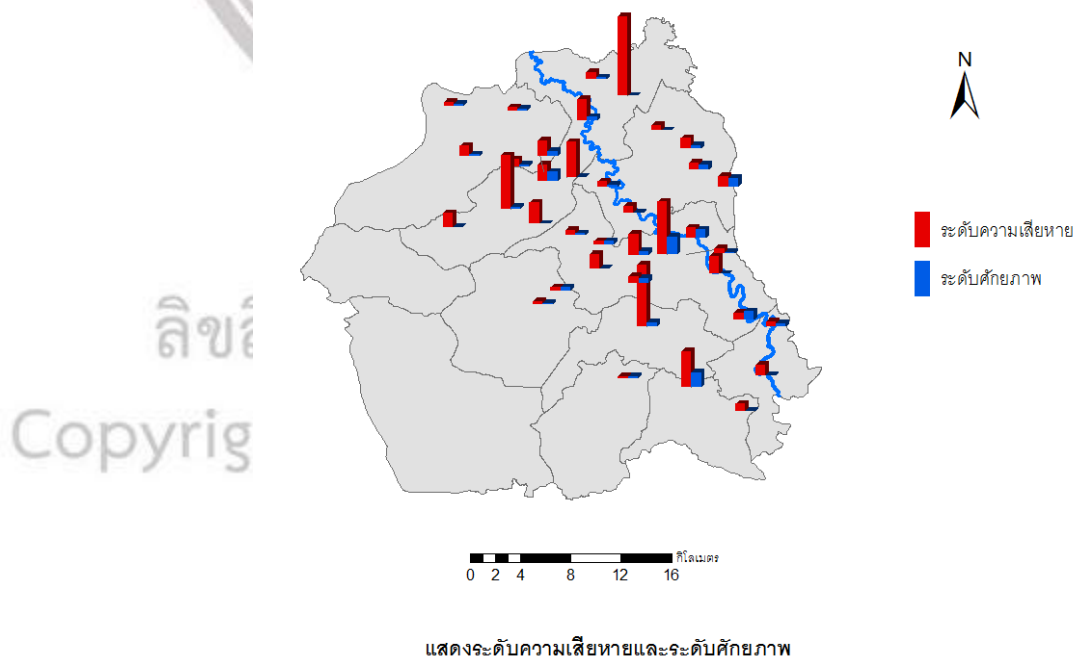 N
ระดับความเสียหาย
ระดับศักยภาพ
Copyrig
กิโลเมตร
0 2 4 8 12 16
แสดงระดับความเสียหายและระดับศักยภาพ